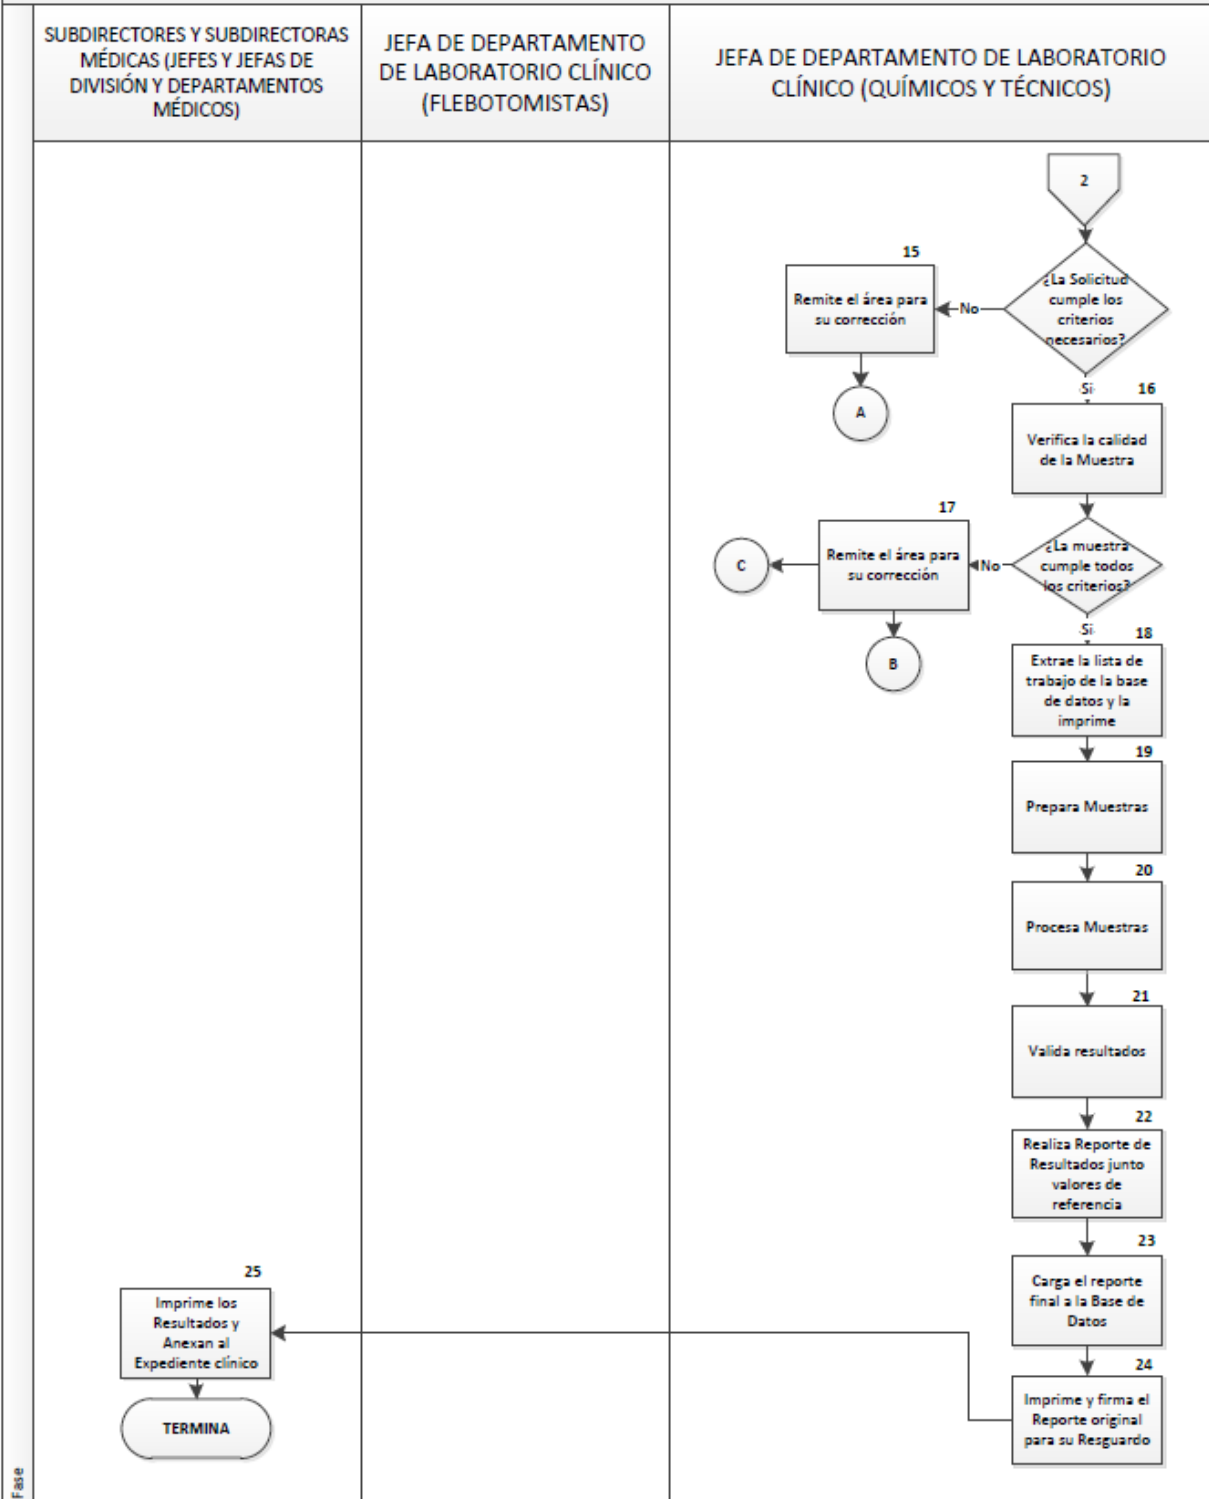 SUBDIRECTORES Y SUBDIRECTORAS
MÉDICAS (JEFES Y JEFAS DE
DIVISIÓN Y DEPARTAMENTOS
MÉDICOS)
JEFA DE DEPARTAMENTO
DE LABORATORIO CLÍNICO
(FLEBOTOMISTAS)
JEFA DE DEPARTAMENTO DE LABORATORIO
CLÍNICO (QUÍMICOS Y TÉCNICOS)
2
¿La Solicitud
cumple los
criterios
necesarios?
No
15
Remite el área para
su corrección
A
Si
16
Verifica la calidad
de la Muestra
¿La muestra
cumple todos
los criterios?
No
17
Remite el área para
su corrección
C
B
Si
18
Extrae la lista de
trabajo de la base
de datos y la
imprime
19
Prepara Muestras
20
Procesa Muestras
21
Valida resultados
22
Realiza Reporte de
Resultados junto
valores de
referencia
23
Carga el reporte
final a la Base de
Datos
24
Imprime y firma el
Reporte original
para su Resguardo
25
Imprime los
Resultados y
Anexan al
Expediente clínico
TERMINA
Fase